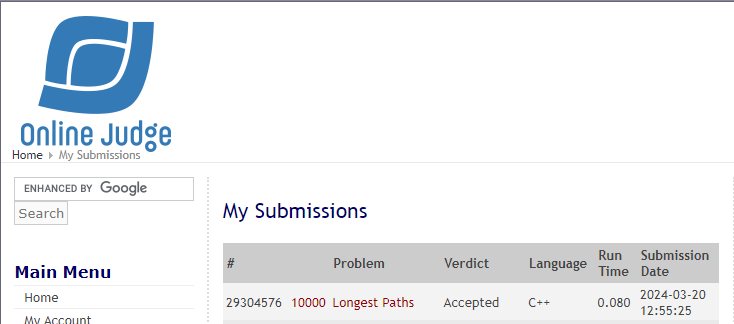 Online Judge
Home My Submissions
ENHANCED BY Google
Search
My Submissions
Main Menu
Home
My Account
# Problem Verdict Language Run Time Submission Date
29304576 10000 Longest Paths Accepted C++ 0.080 2024-03-20 12:55:25